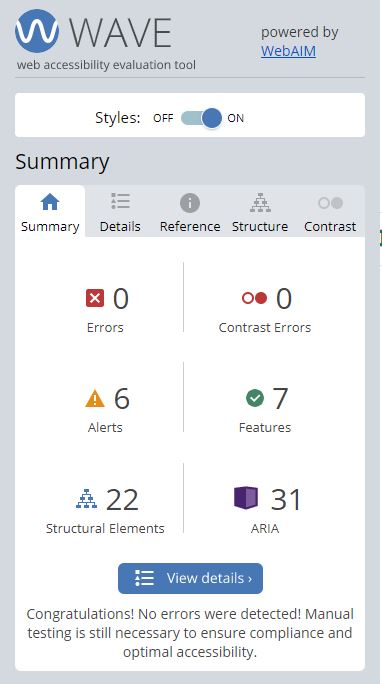 WAVE
web accessibility evaluation tool
powered by
WebAIM
Styles: OFF ON
Summary
Summary Details Reference Structure Contrast
0 0
Errors Contrast Errors
6 7
Alerts Features
22 31
Structural Elements ARIA
View details ›
Congratulations! No errors were detected! Manual
testing is still necessary to ensure compliance and
optimal accessibility.